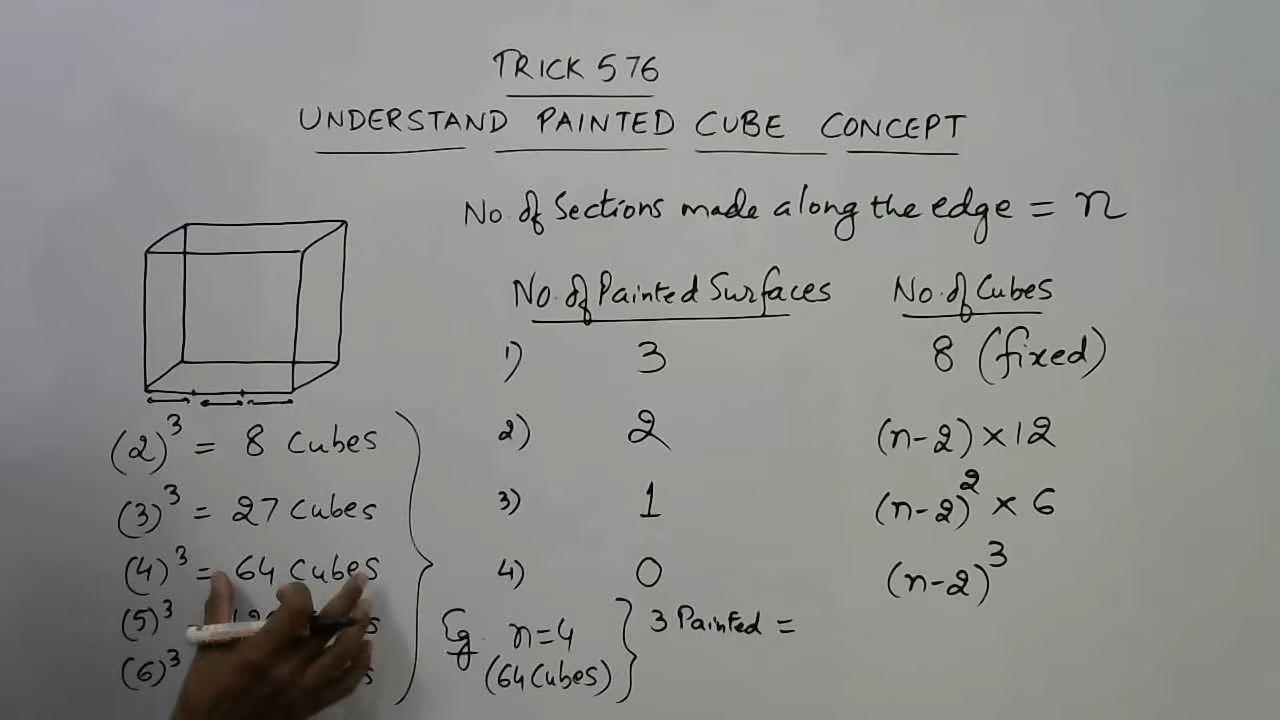 TRICK 576
UNDERSTAND PAINTED CUBE CONCEPT
No. of Sections made along the edge = n
No. of Painted Surfaces No. of Cubes
1) 3 8 (fixed)
2) 2 (n-2) × 12
3) 1 (n-2)² × 6
4) 0 (n-2)³
(2)³ = 8 Cubes
(3)³ = 27 Cubes
(4)³ = 64 Cubes
(5)³
(6)³
Eg. n=4
(64 Cubes)
3 Painted =